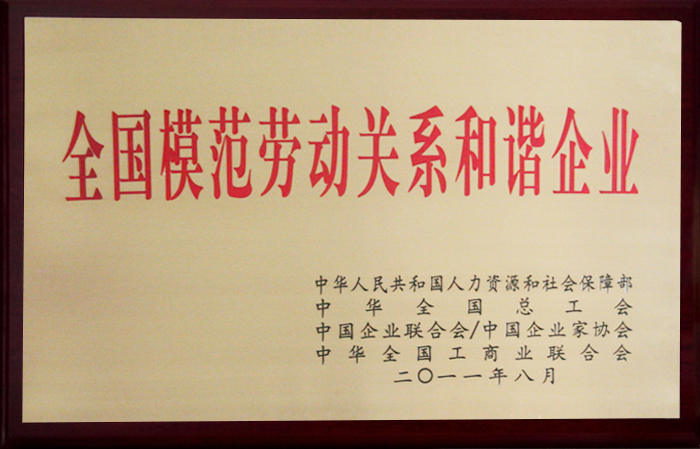 全国模范劳动关系和谐企业
中华人民共和国人力资源和社会保障部
中华全国总工会
中国企业联合会/中国企业家协会
中华全国工商业联合会
二〇一一年八月